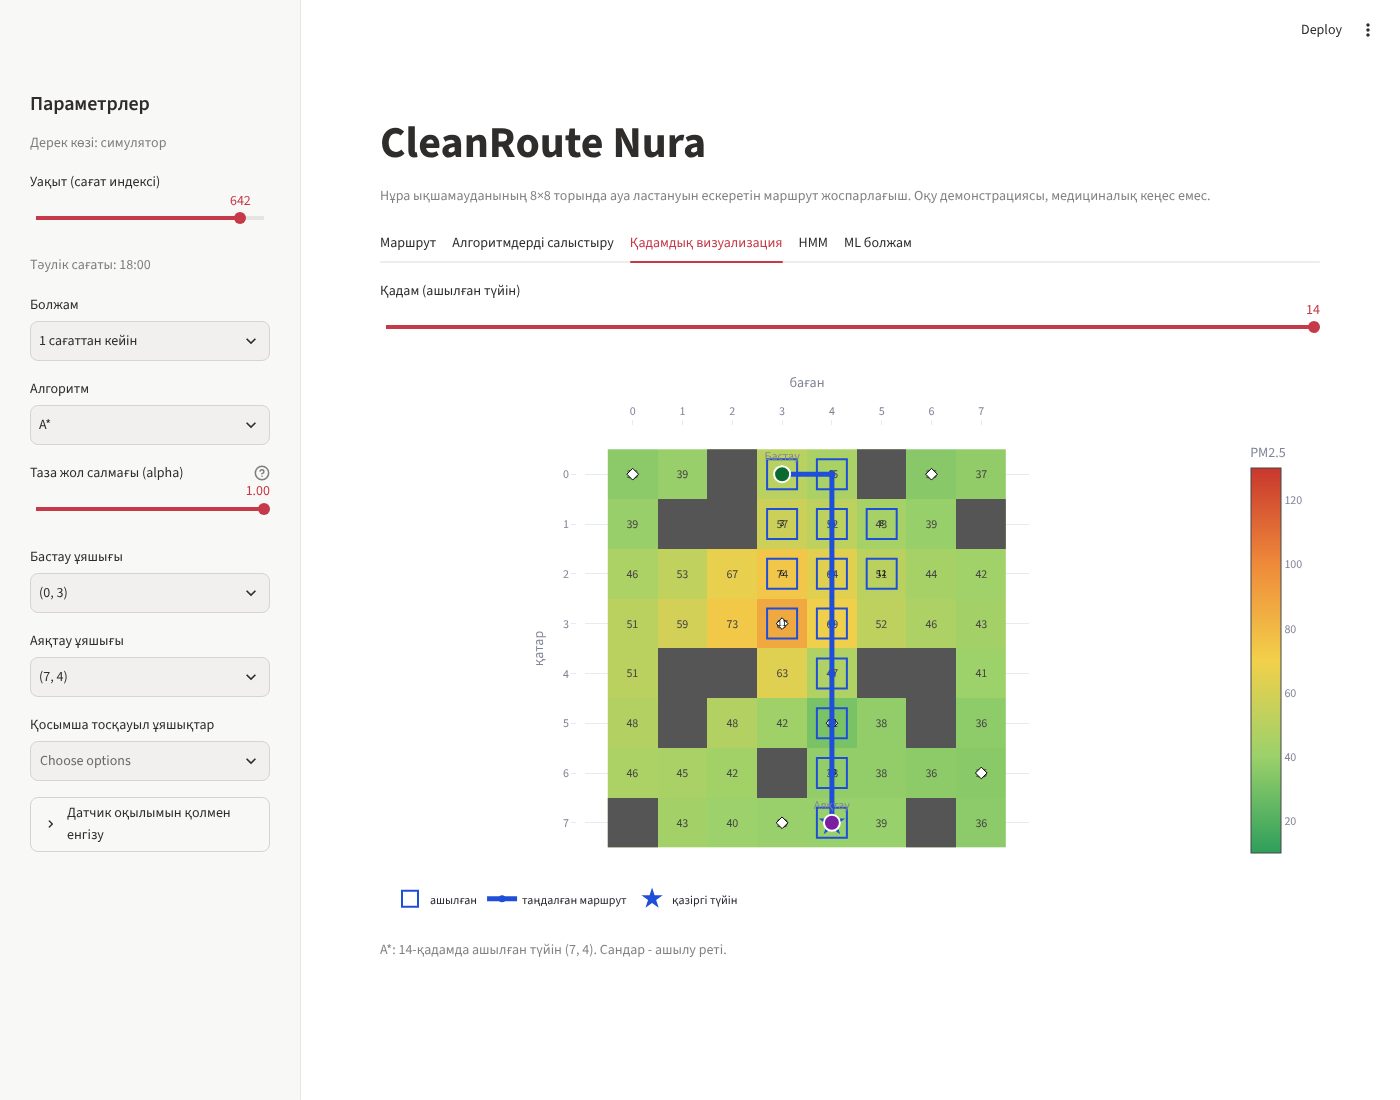 Deploy
Параметрлер
Дерек көзі: симулятор
Уақыт (сағат индексі)
642
Тәулік сағаты: 18:00
Болжам
1 сағаттан кейін
Алгоритм
A*
Таза жол салмағы (alpha)
1.00
Бастау ұяшығы
(0, 3)
Аяқтау ұяшығы
(7, 4)
Қосымша тосқауыл ұяшықтар
Choose options
Датчик оқылымын қолмен
енгізу
CleanRoute Nura
Нұра ықшамауданының 8×8 торында ауа ластануын ескеретін маршрут жоспарлағыш. Оқу демонстрациясы, медициналық кеңес емес.
Маршрут Алгоритмдерді салыстыру Қадамдық визуализация HMM ML болжам
Қадам (ашылған түйін)
14
баған
0 1 2 3 4 5 6 7
қатар
Бастау
0 39 37
1 39 57 39
2 46 53 67 74 44 42
3 51 59 73 52 46 43
4 51 63 41
5 48 48 42 38 36
6 46 45 42 38 36
Аяқтау
7 43 40 39 36
PM2.5
120
100
80
60
40
20
ашылған таңдалған маршрут қазіргі түйін
A*: 14-қадамда ашылған түйін (7, 4). Сандар - ашылу реті.